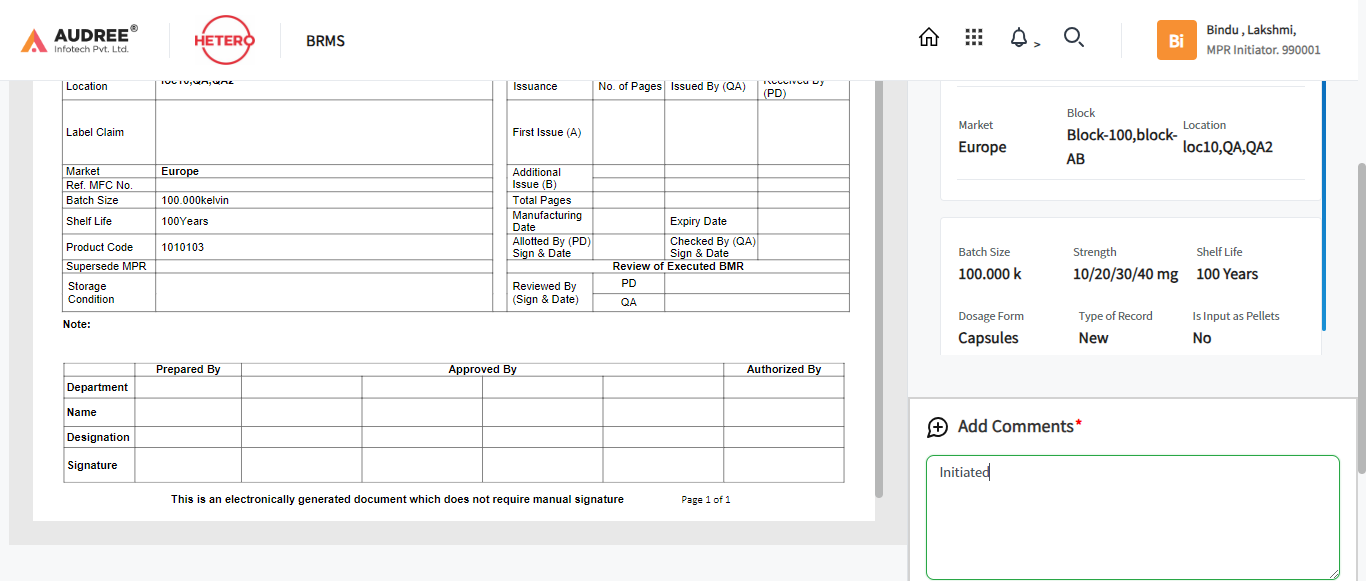 AUDREE®
Infotech Pvt. Ltd.
HETERO
BRMS
>
Bi
Bindu , Lakshmi,
MPR Initiator. 990001
Location loc10,QA,QA2
Label Claim
Market Europe
Ref. MFC No.
Batch Size 100.000kelvin
Shelf Life 100Years
Product Code 1010103
Supersede MPR
Storage
Condition
Issuance No. of Pages Issued By (QA) Received By
(PD)
First Issue (A)
Additional
Issue (B)
Total Pages
Manufacturing
Date
Expiry Date
Allotted By (PD)
Sign & Date
Checked By (QA)
Sign & Date
Review of Executed BMR
Reviewed By
(Sign & Date)
PD
QA
Note:
Prepared By Approved By Authorized By
Department
Name
Designation
Signature
This is an electronically generated document which does not require manual signature Page 1 of 1
Market
Europe
Block
Block-100,block-
AB
Location
loc10,QA,QA2
Batch Size
100.000 k
Strength
10/20/30/40 mg
Shelf Life
100 Years
Dosage Form
Capsules
Type of Record
New
Is Input as Pellets
No
Add Comments*
Initiated